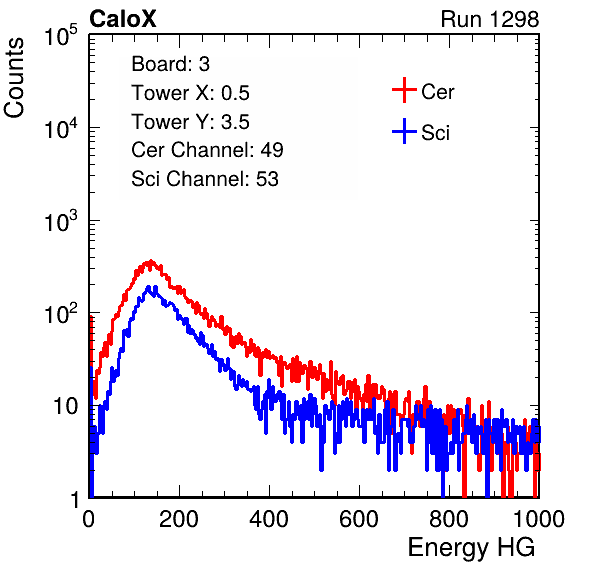 CaloX Run 1298
Counts
Board: 3
Tower X: 0.5
Tower Y: 3.5
Cer Channel: 49
Sci Channel: 53
Cer
Sci
10^5
10^4
10^3
10^2
10
1
0 200 400 600 800 1000
Energy HG